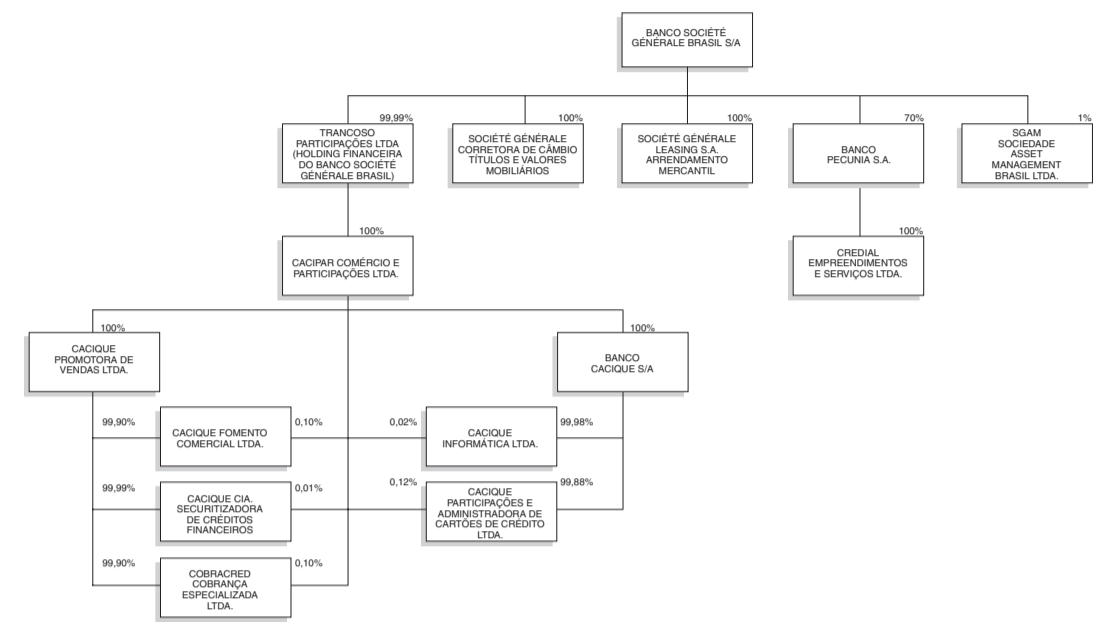 BANCO SOCIÉTÉ
GÉNÉRALE BRASIL S/A
99,99%
TRANCOSO
PARTICIPAÇÕES LTDA
(HOLDING FINANCEIRA
DO BANCO SOCIÉTÉ
GÉNÉRALE BRASIL)
100%
SOCIÉTÉ GÉNÉRALE
CORRETORA DE CÂMBIO
TÍTULOS E VALORES
MOBILIÁRIOS
100%
SOCIÉTÉ GÉNÉRALE
LEASING S.A.
ARRENDAMENTO
MERCANTIL
70%
BANCO
PECUNIA S.A.
1%
SGAM
SOCIEDADE
ASSET
MANAGEMENT
BRASIL LTDA.
100%
CACIPAR COMÉRCIO E
PARTICIPAÇÕES LTDA.
100%
CREDIAL
EMPREENDIMENTOS
E SERVIÇOS LTDA.
100%
CACIQUE
PROMOTORA DE
VENDAS LTDA.
100%
BANCO
CACIQUE S/A
99,90%
CACIQUE FOMENTO
COMERCIAL LTDA.
0,10%
0,02%
CACIQUE
INFORMÁTICA LTDA.
99,98%
99,99%
CACIQUE CIA.
SECURITIZADORA
DE CRÉDITOS
FINANCEIROS
0,01%
0,12%
CACIQUE
PARTICIPAÇÕES E
ADMINISTRADORA DE
CARTÕES DE CRÉDITO
LTDA.
99,88%
99,90%
COBRACRED
COBRANÇA
ESPECIALIZADA
LTDA.
0,10%